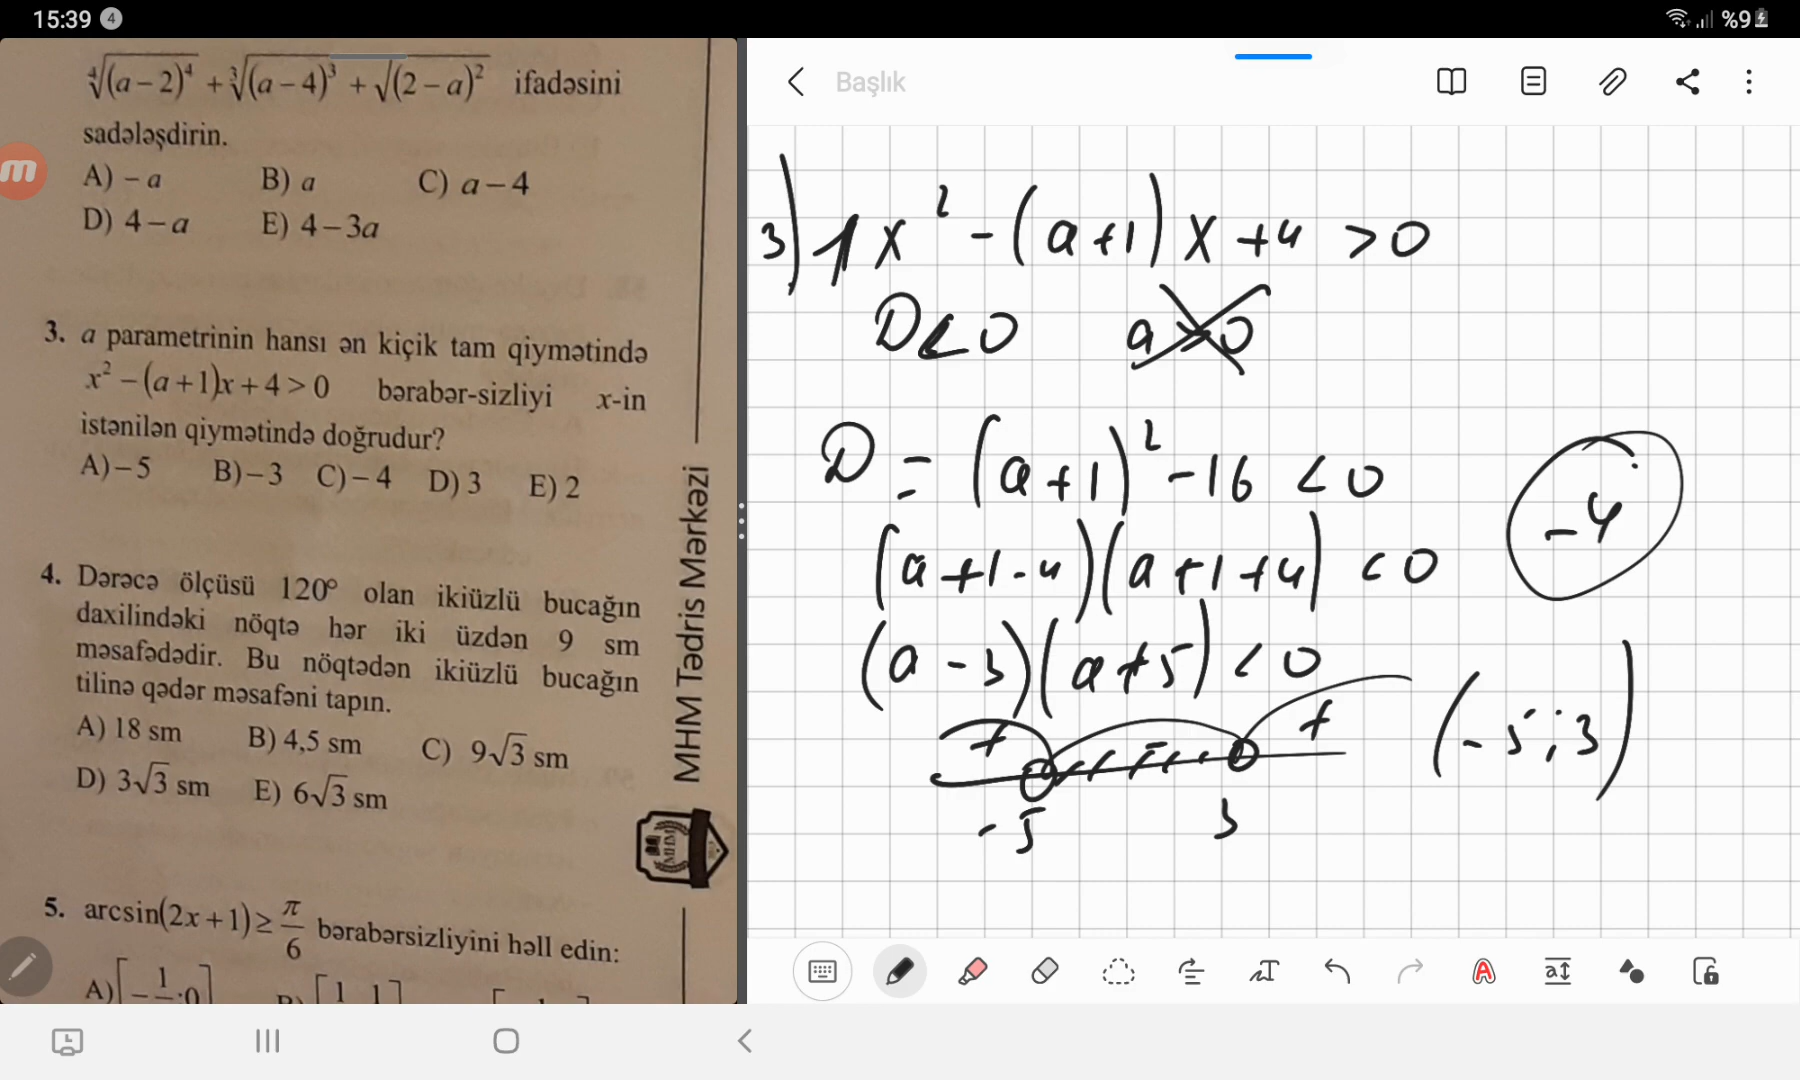 15:39 4 %9
∜(a−2)⁴ + ∛(a−4)³ + √(2−a)² ifadəsini
sadələşdirin.
A) −a B) a C) a−4
D) 4−a E) 4−3a
3. a parametrinin hansı ən kiçik tam qiymətində
x² −(a+1)x+4>0 bərabər-sizliyi x-in
istənilən qiymətində doğrudur?
A)−5 B)−3 C)−4 D) 3 E) 2
4. Dərəcə ölçüsü 120° olan ikiüzlü bucağın
daxilindəki nöqtə hər iki üzdən 9 sm
məsafədədir. Bu nöqtədən ikiüzlü bucağın
tilinə qədər məsafəni tapın.
A) 18 sm B) 4,5 sm C) 9√3 sm
D) 3√3 sm E) 6√3 sm
5. arcsin(2x+1)≥ π/6 bərabərsizliyini həll edin:
MHM Tədris Mərkəzi
MHM
Başlık
3) 1x² −(a+1)x+4 >0
D<0 a>0
D = (a+1)² −16 <0
(a+1−4)(a+1+4) <0
(a−3)(a+5) <0
+ − +
−5 3
(−5;3)
−4